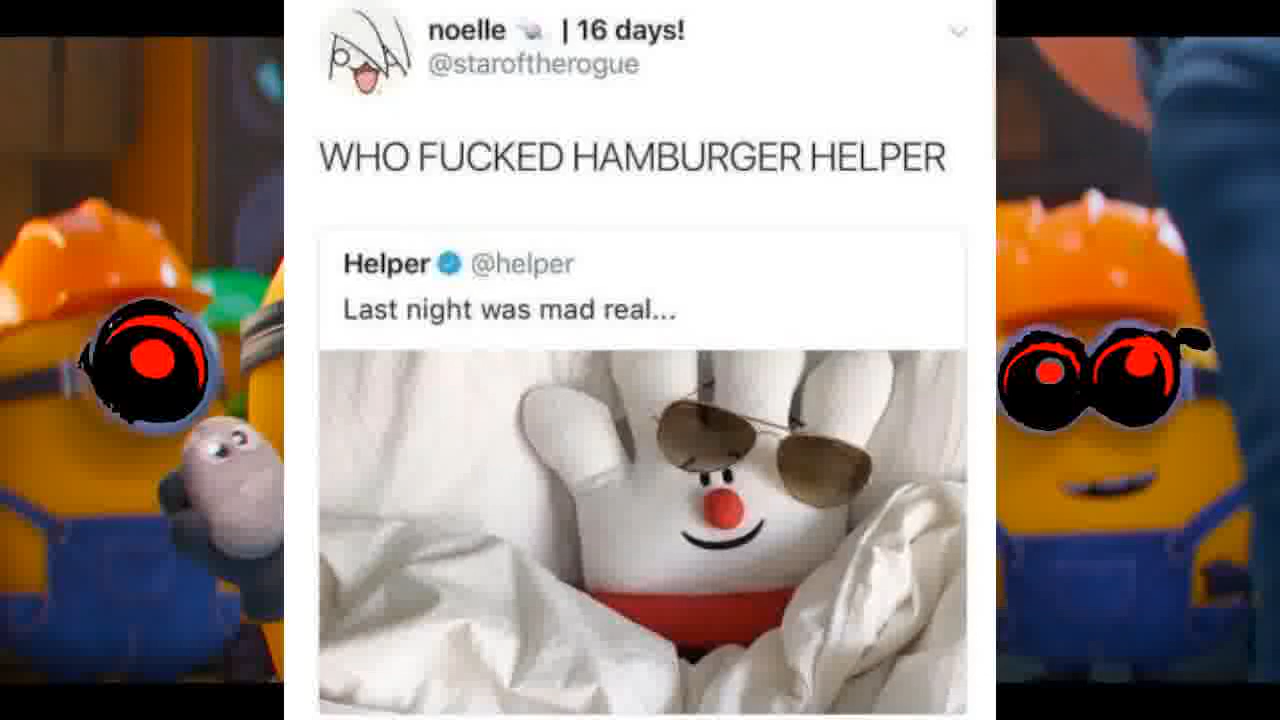 noelle | 16 days!
@staroftherogue
WHO FUCKED HAMBURGER HELPER
Helper @helper
Last night was mad real...